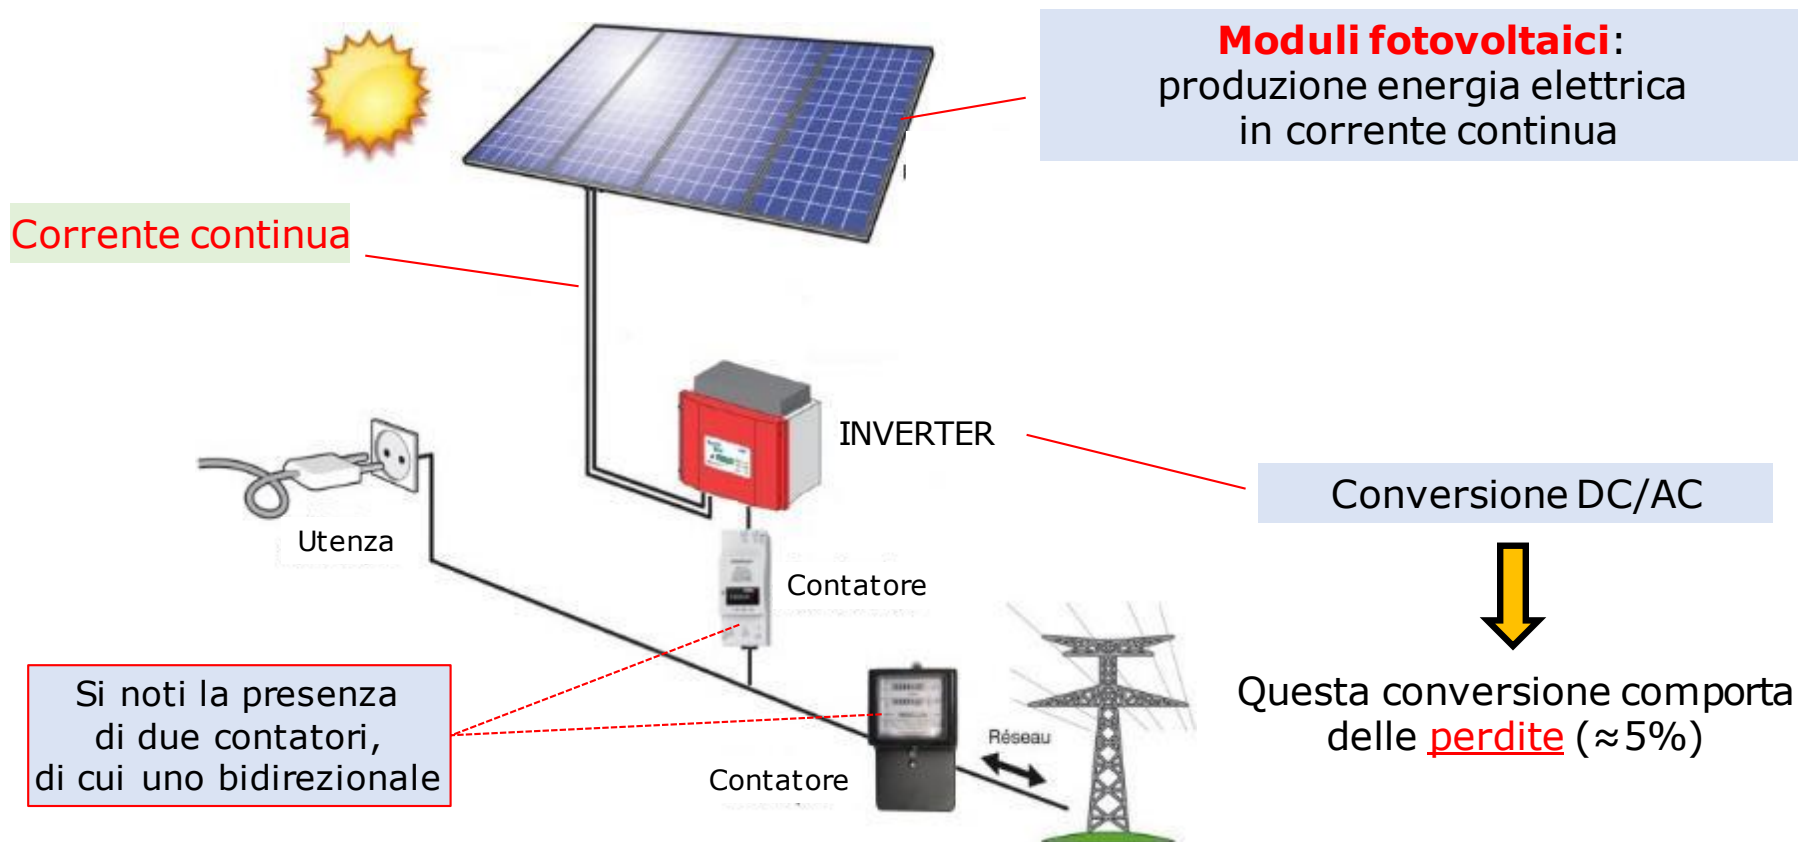 Moduli fotovoltaici:
produzione energia elettrica
in corrente continua
Corrente continua
INVERTER
Conversione DC/AC
Utenza
Contatore
Si noti la presenza
di due contatori,
di cui uno bidirezionale
Réseau
Contatore
Questa conversione comporta
delle perdite (≈5%)